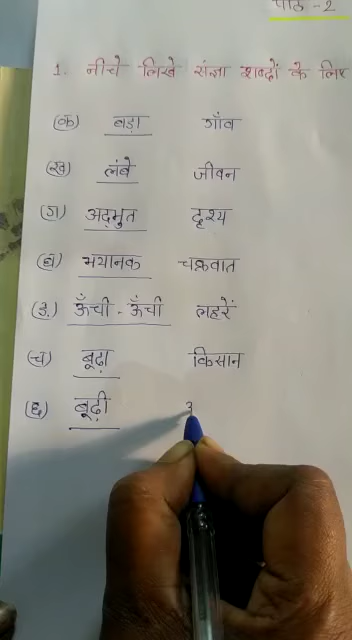 पाठ -2
1. नीचे लिखे संज्ञा शब्दों के लिए
(क) बड़ा गाँव
(ख) लंबे जीवन
(ग) अद्भुत दृश्य
(घ) भयानक चक्रवात
(ङ) ऊँची - ऊँची लहरें
(च) बूढ़ा किसान
(छ) बूढ़ी